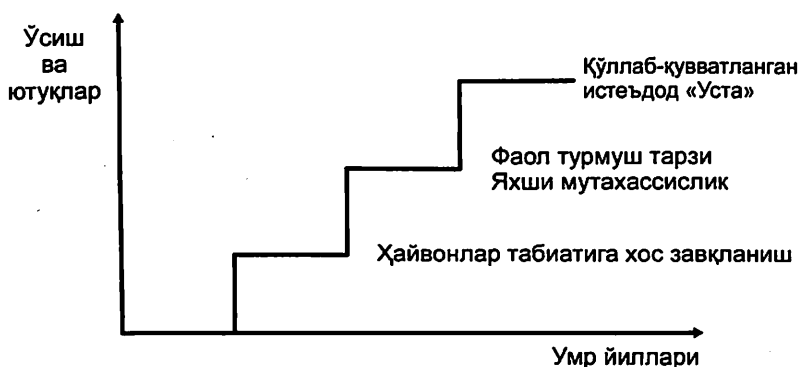 Ўсиш
ва
ютуқлар
Қўллаб-қувватланган
истеъдод «Уста»
Фаол турмуш тарзи
Яхши мутахассислик
Ҳайвонлар табиатига хос завқланиш
Умр йиллари